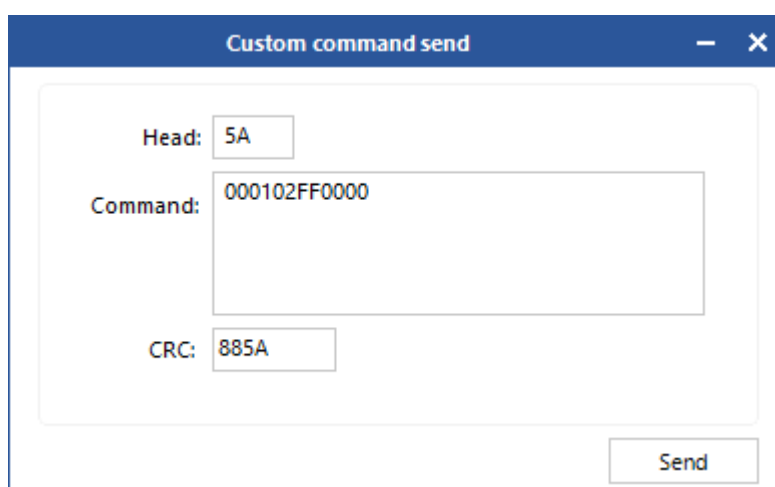 Custom command send
Head: 5A
Command: 000102FF0000
CRC: 885A
Send